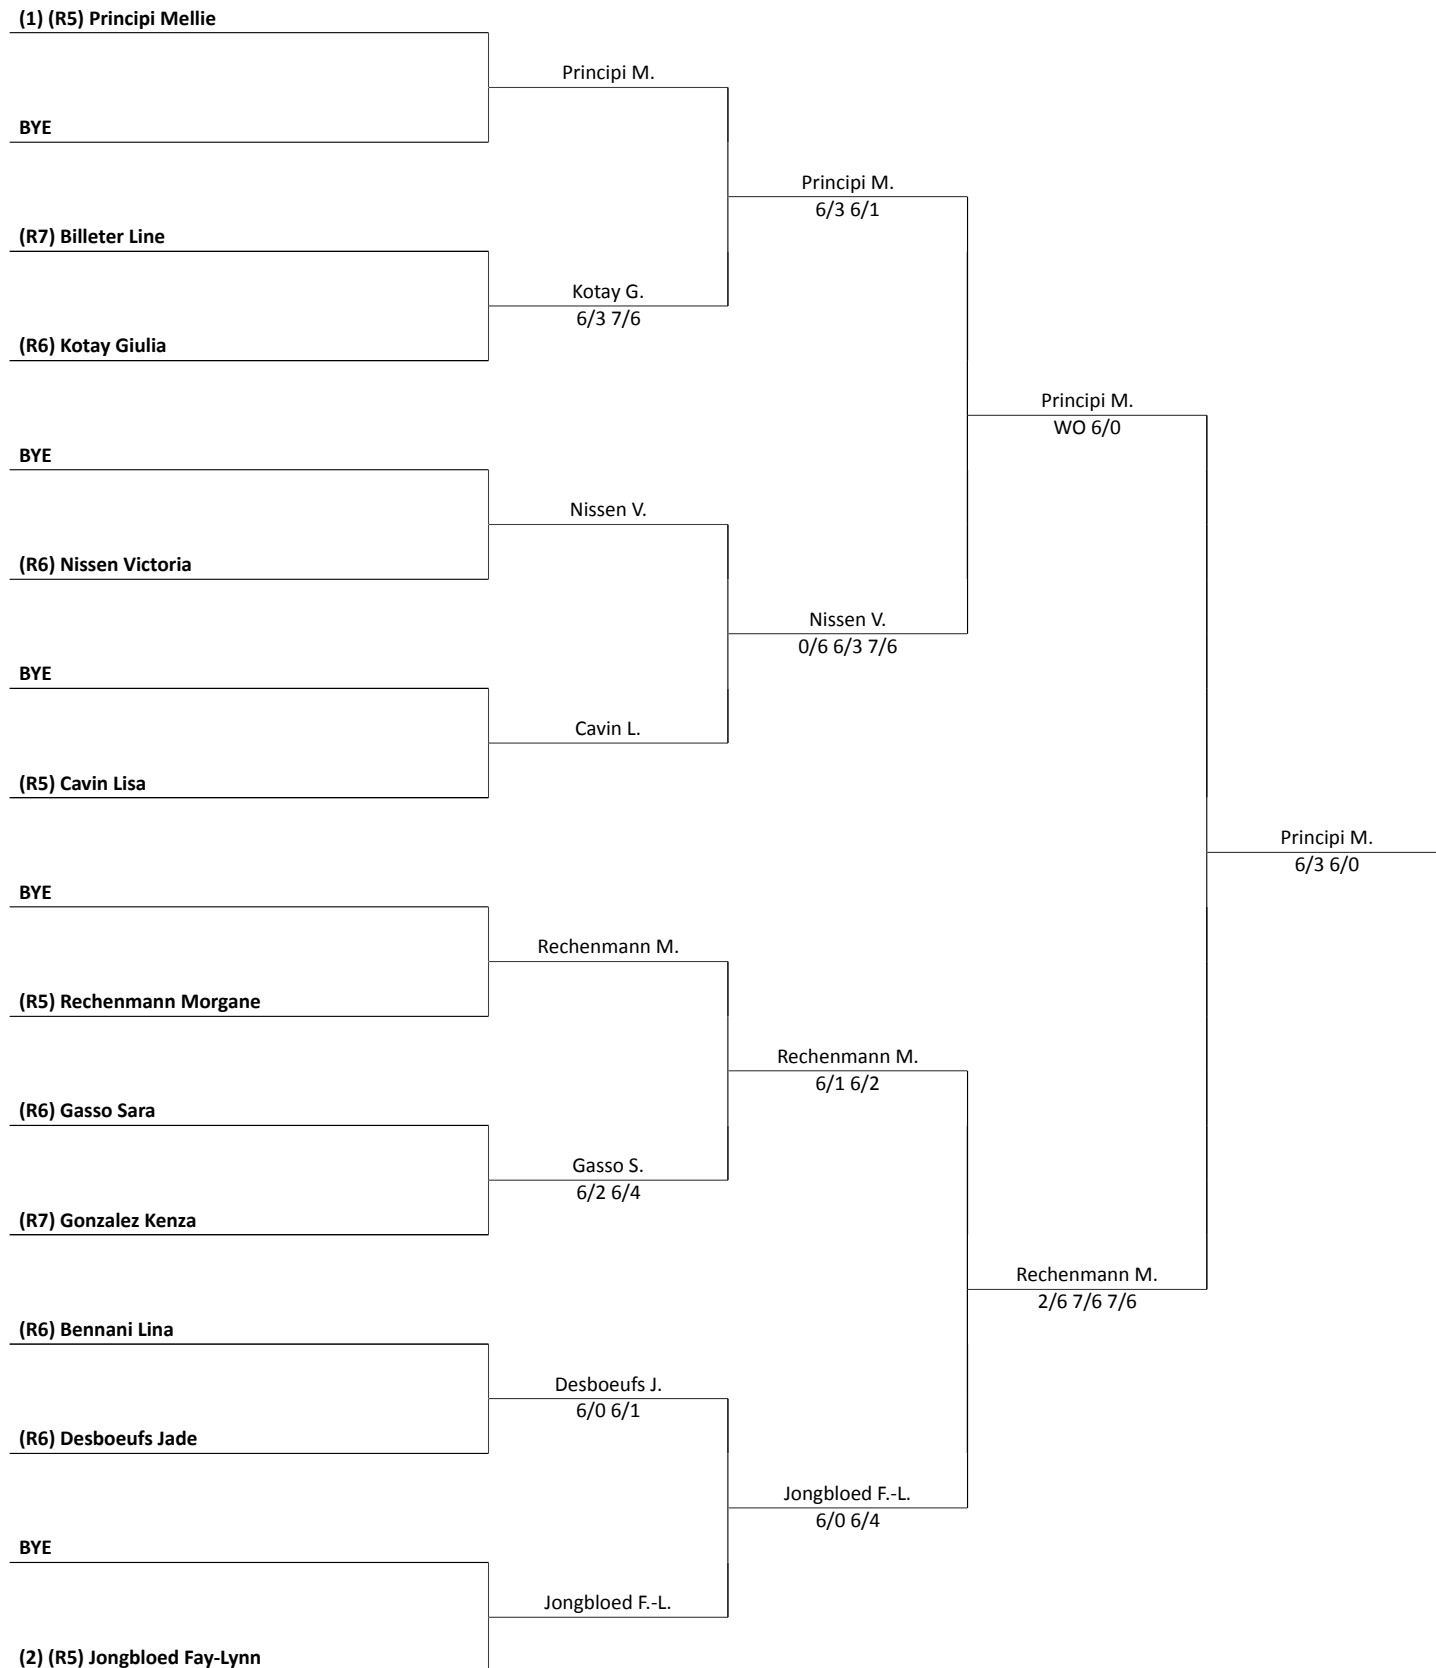 (1) (R5) Principi Mellie
Principi M.
BYE
Principi M.
6/3 6/1
(R7) Billeter Line
Kotay G.
6/3 7/6
(R6) Kotay Giulia
Principi M.
WO 6/0
BYE
Nissen V.
(R6) Nissen Victoria
Nissen V.
0/6 6/3 7/6
BYE
Cavin L.
(R5) Cavin Lisa
Principi M.
6/3 6/0
BYE
Rechenmann M.
(R5) Rechenmann Morgane
Rechenmann M.
6/1 6/2
(R6) Gasso Sara
Gasso S.
6/2 6/4
(R7) Gonzalez Kenza
Rechenmann M.
2/6 7/6 7/6
(R6) Bennani Lina
Desboeufs J.
6/0 6/1
(R6) Desboeufs Jade
Jongbloed F.-L.
6/0 6/4
BYE
Jongbloed F.-L.
(2) (R5) Jongbloed Fay-Lynn